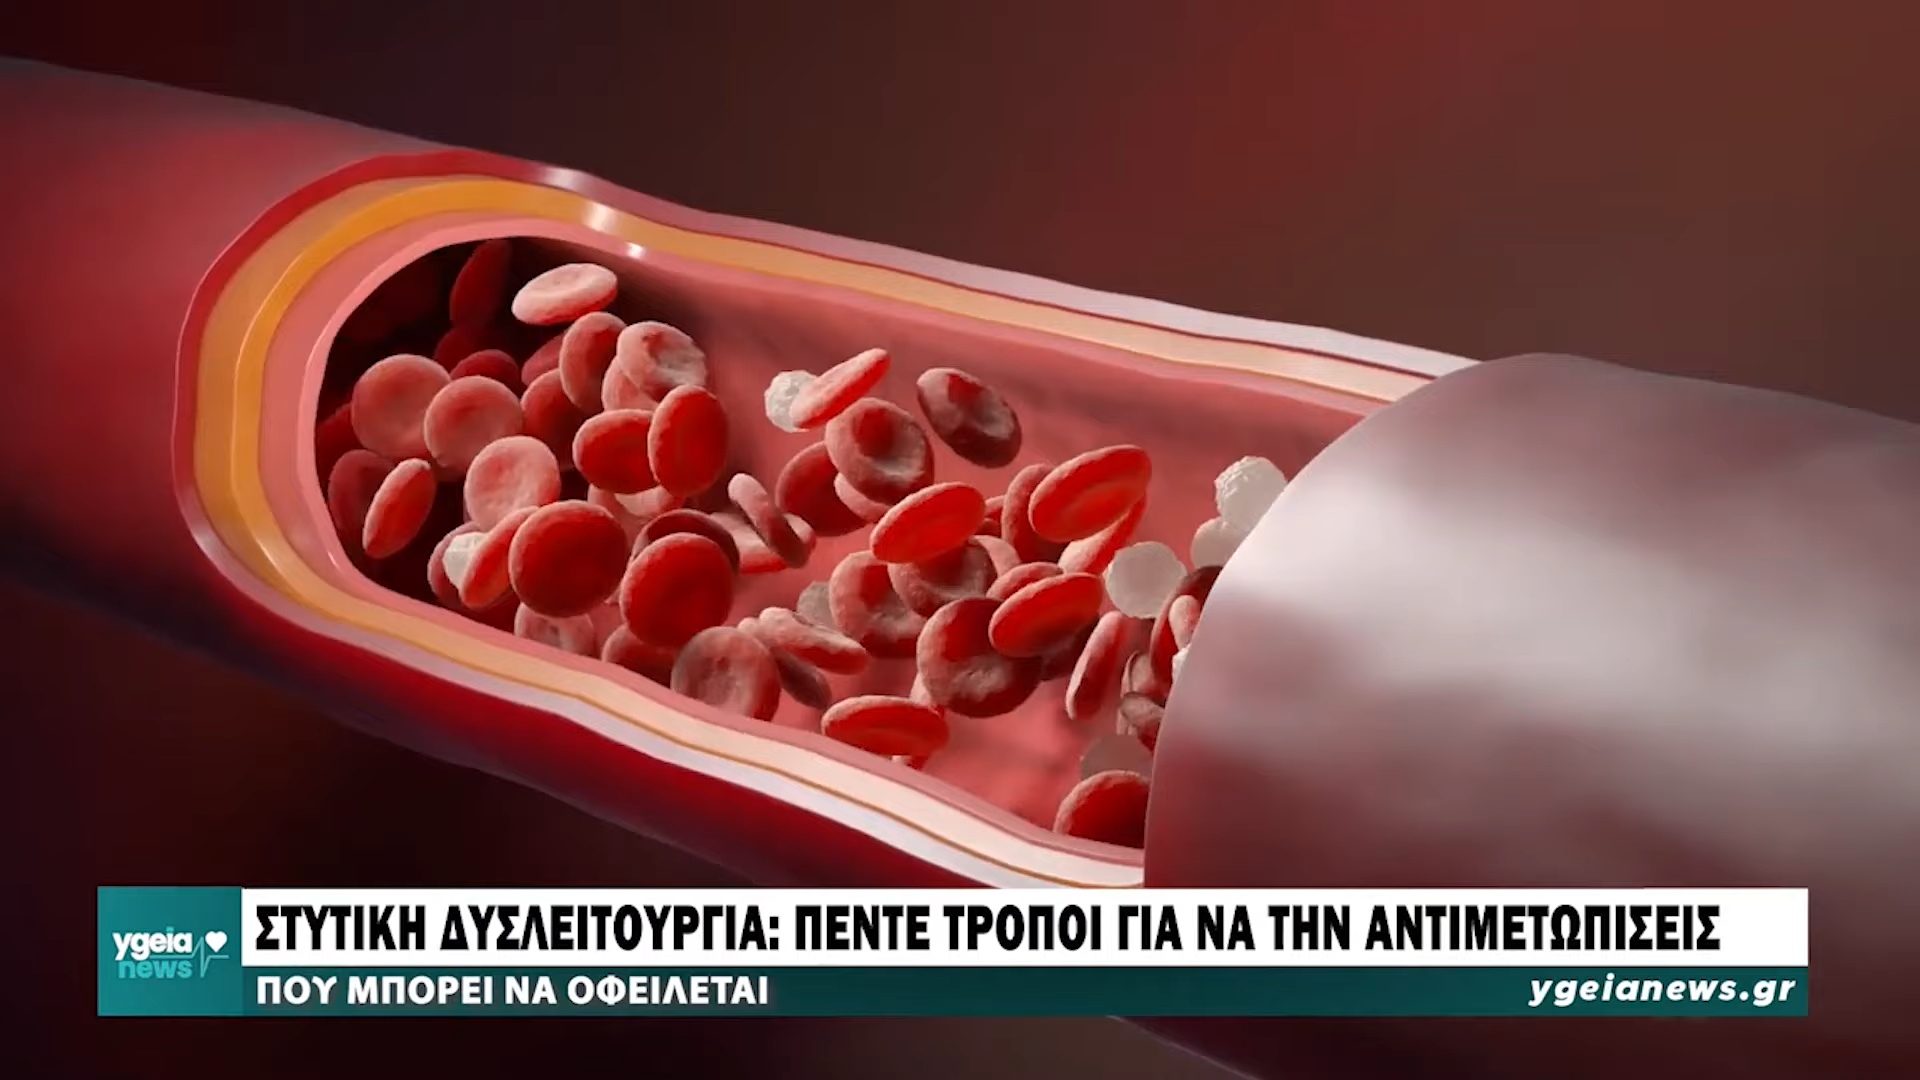 ygeia
news
ΣΤΥΤΙΚΗ ΔΥΣΛΕΙΤΟΥΡΓΙΑ: ΠΕΝΤΕ ΤΡΟΠΟΙ ΓΙΑ ΝΑ ΤΗΝ ΑΝΤΙΜΕΤΩΠΙΣΕΙΣ
ΠΟΥ ΜΠΟΡΕΙ ΝΑ ΟΦΕΙΛΕΤΑΙ
ygeianews.gr